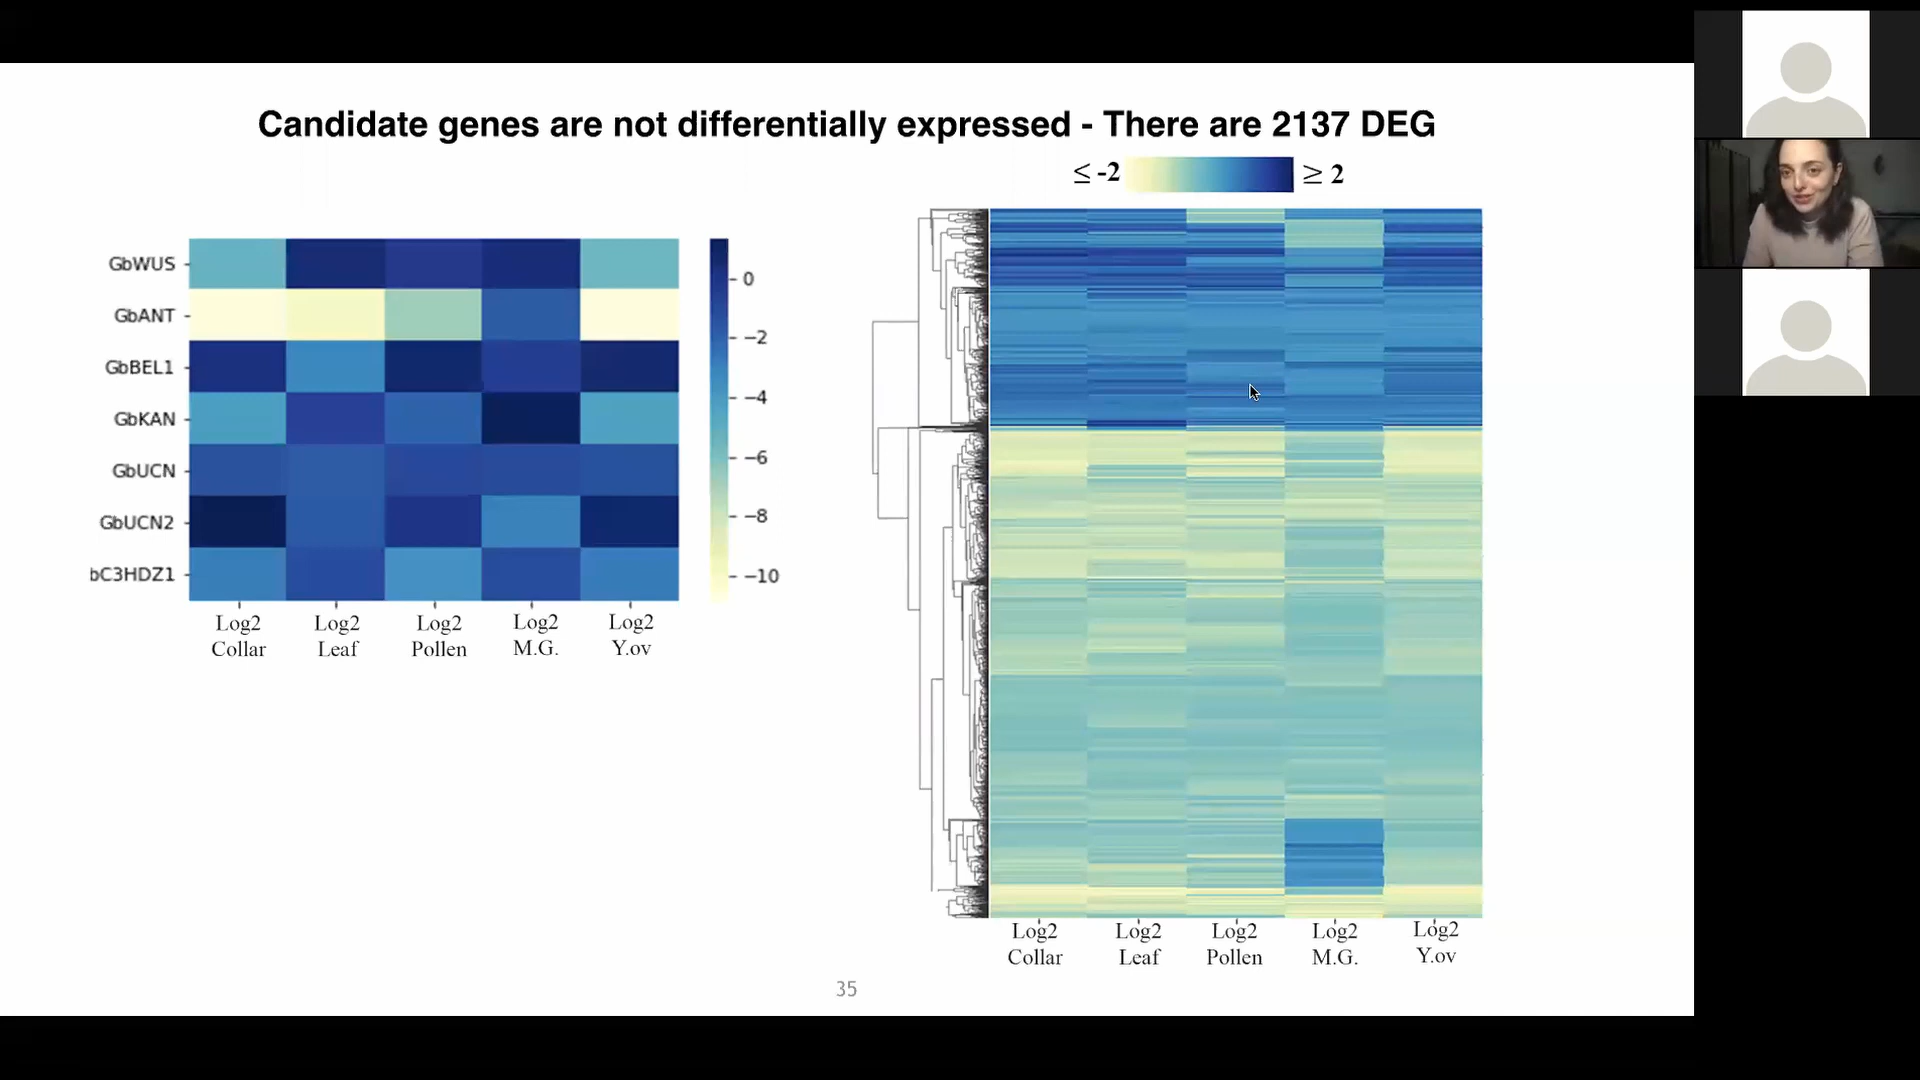 Candidate genes are not differentially expressed - There are 2137 DEG
≤ -2
≥ 2
GbWUS
GbANT
GbBEL1
GbKAN
GbUCN
GbUCN2
bC3HDZ1
0
−2
−4
−6
−8
−10
Log2
Collar
Log2
Leaf
Log2
Pollen
Log2
M.G.
Log2
Y.ov
Log2
Collar
Log2
Leaf
Log2
Pollen
Log2
M.G.
Log2
Y.ov
35